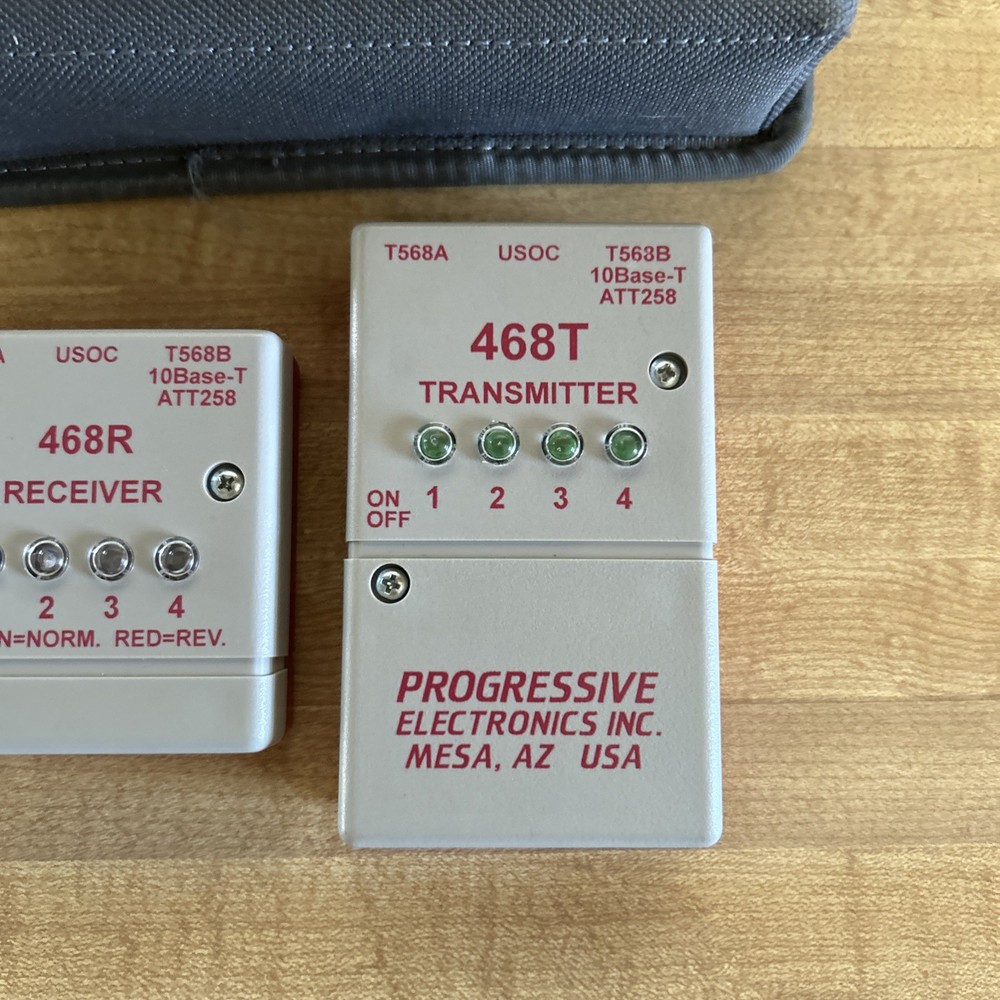 T568A USOC T568B
10Base-T
ATT258
468T
TRANSMITTER
ON 1 2 3 4
OFF
PROGRESSIVE
ELECTRONICS INC.
MESA, AZ USA
USOC T568B
10Base-T
ATT258
468R
RECEIVER
2 3 4
N=NORM. RED=REV.